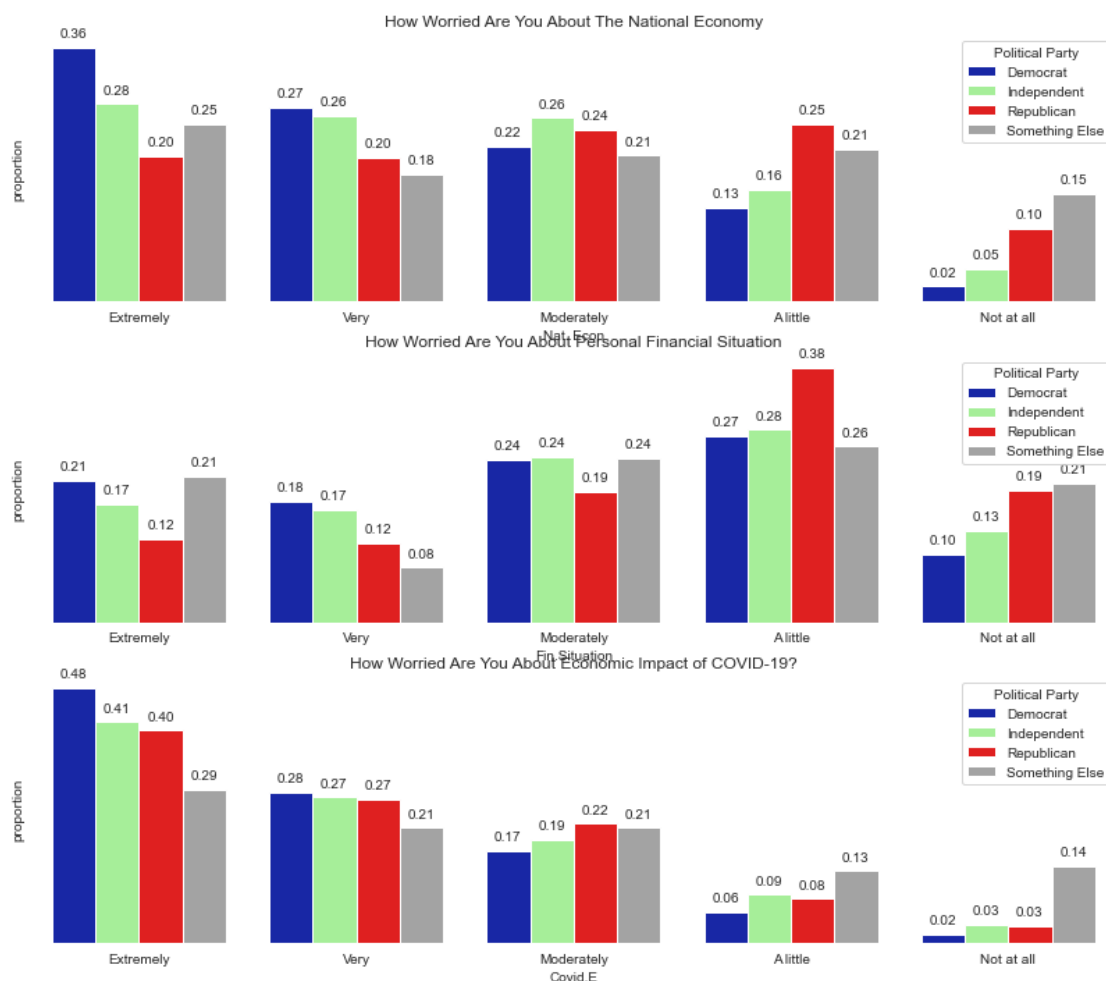 How Worried Are You About The National Economy
proportion
0.36
0.28
0.20
0.25
0.27
0.26
0.20
0.18
0.22
0.26
0.24
0.21
0.13
0.16
0.25
0.21
0.02
0.05
0.10
0.15
Political Party
Democrat
Independent
Republican
Something Else
Extremely
Very
Moderately
A little
Not at all
Nat. Econ
How Worried Are You About Personal Financial Situation
proportion
0.21
0.17
0.12
0.21
0.18
0.17
0.12
0.08
0.24
0.24
0.19
0.24
0.27
0.28
0.38
0.26
0.10
0.13
0.19
0.21
Political Party
Democrat
Independent
Republican
Something Else
Extremely
Very
Moderately
A little
Not at all
Fin.Situation
How Worried Are You About Economic Impact of COVID-19?
proportion
0.48
0.41
0.40
0.29
0.28
0.27
0.27
0.21
0.17
0.19
0.22
0.21
0.06
0.09
0.08
0.13
0.02
0.03
0.03
0.14
Political Party
Democrat
Independent
Republican
Something Else
Extremely
Very
Moderately
A little
Not at all
Covid.E